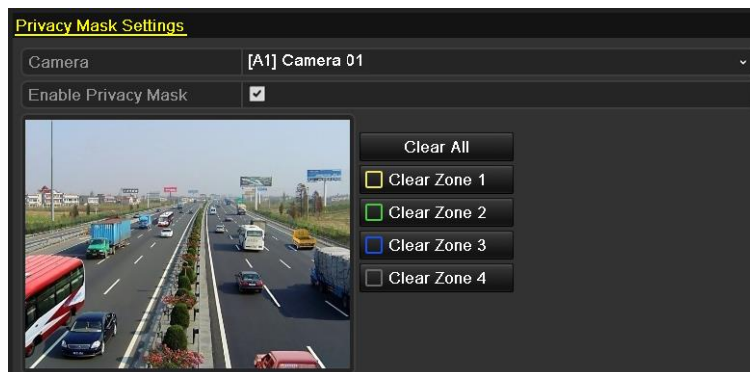 Privacy Mask Settings
Camera [A1] Camera 01
Enable Privacy Mask
Clear All
Clear Zone 1
Clear Zone 2
Clear Zone 3
Clear Zone 4